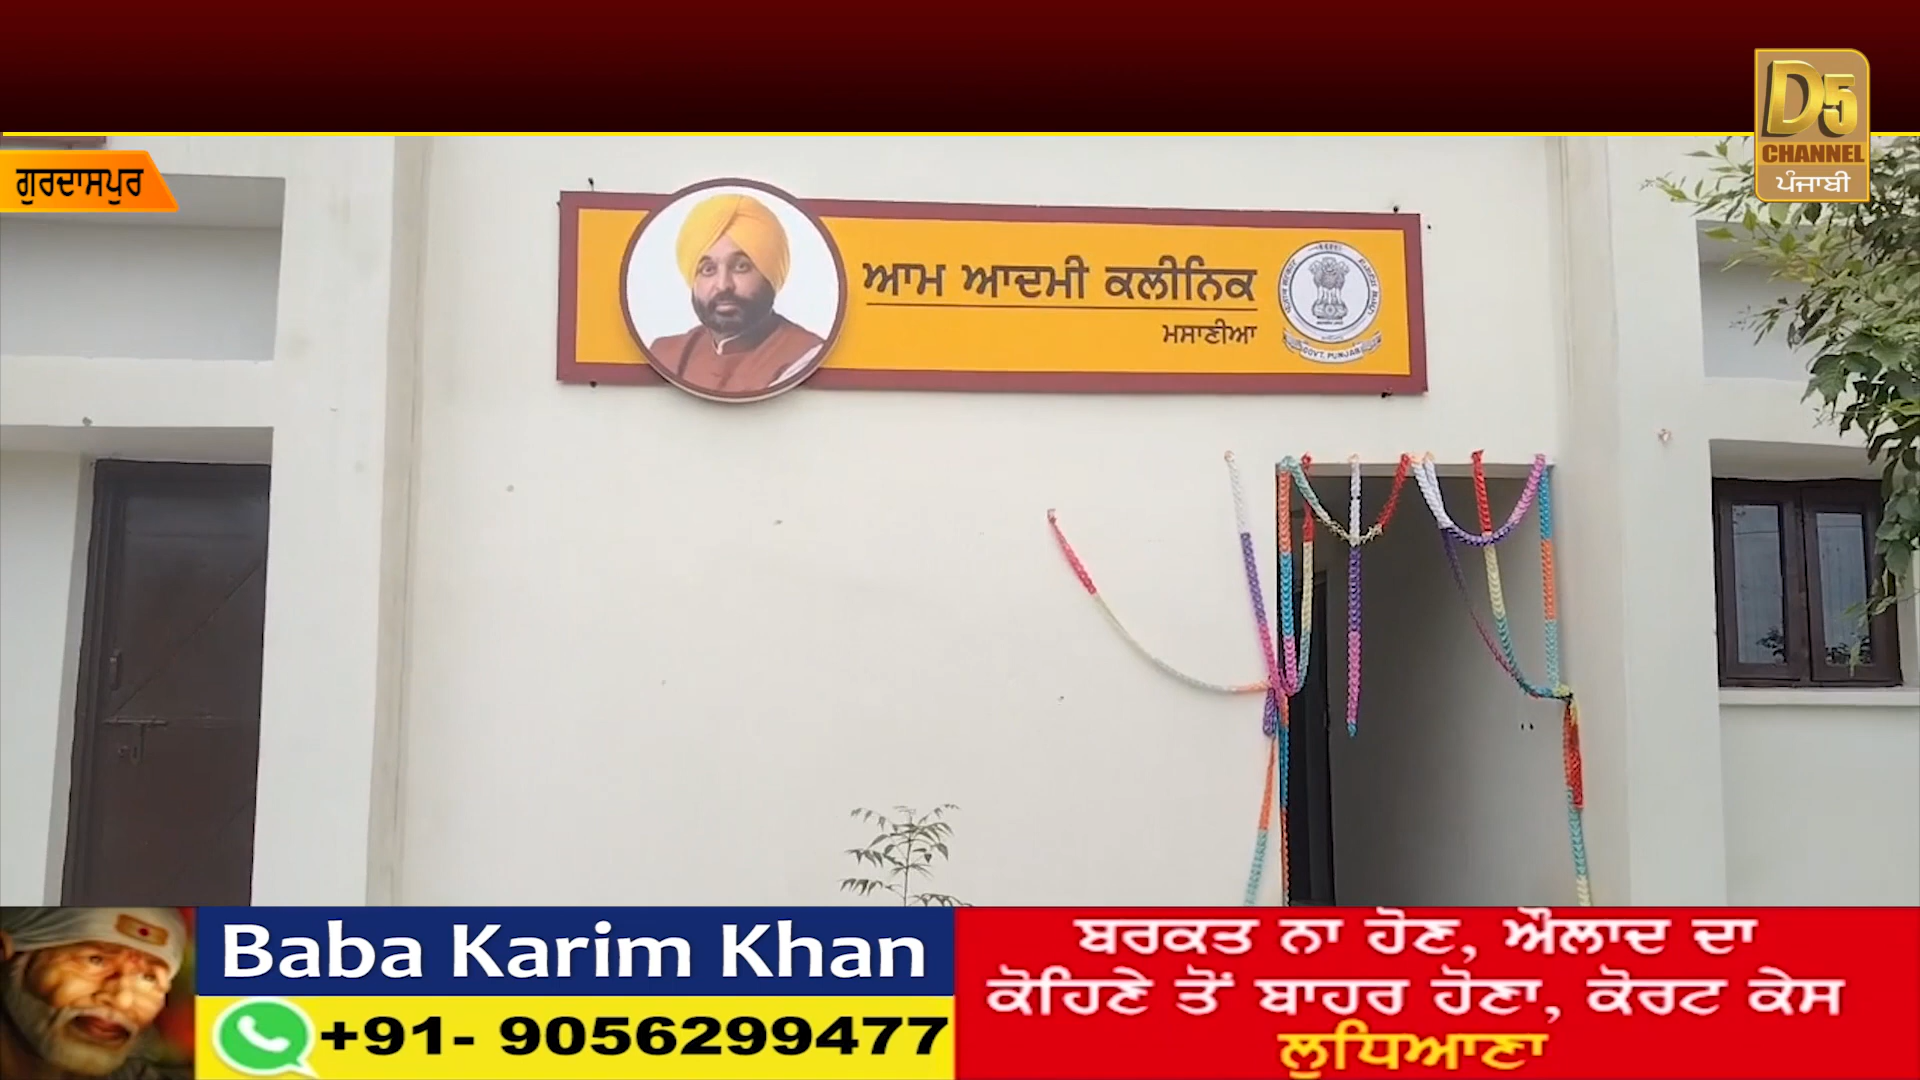 D5
CHANNEL
ਪੰਜਾਬੀ
ਗੁਰਦਾਸਪੁਰ
ਆਮ ਆਦਮੀ ਕਲੀਨਿਕ
ਮਸਾਣੀਆ
GOVT. PUNJAB
Baba Karim Khan
+91- 9056299477
ਬਰਕਤ ਨਾ ਹੋਣ, ਔਲਾਦ ਦਾ
ਕੋਹਿਣੇ ਤੋਂ ਬਾਹਰ ਹੋਣਾ, ਕੋਰਟ ਕੇਸ
ਲੁਧਿਆਣਾ